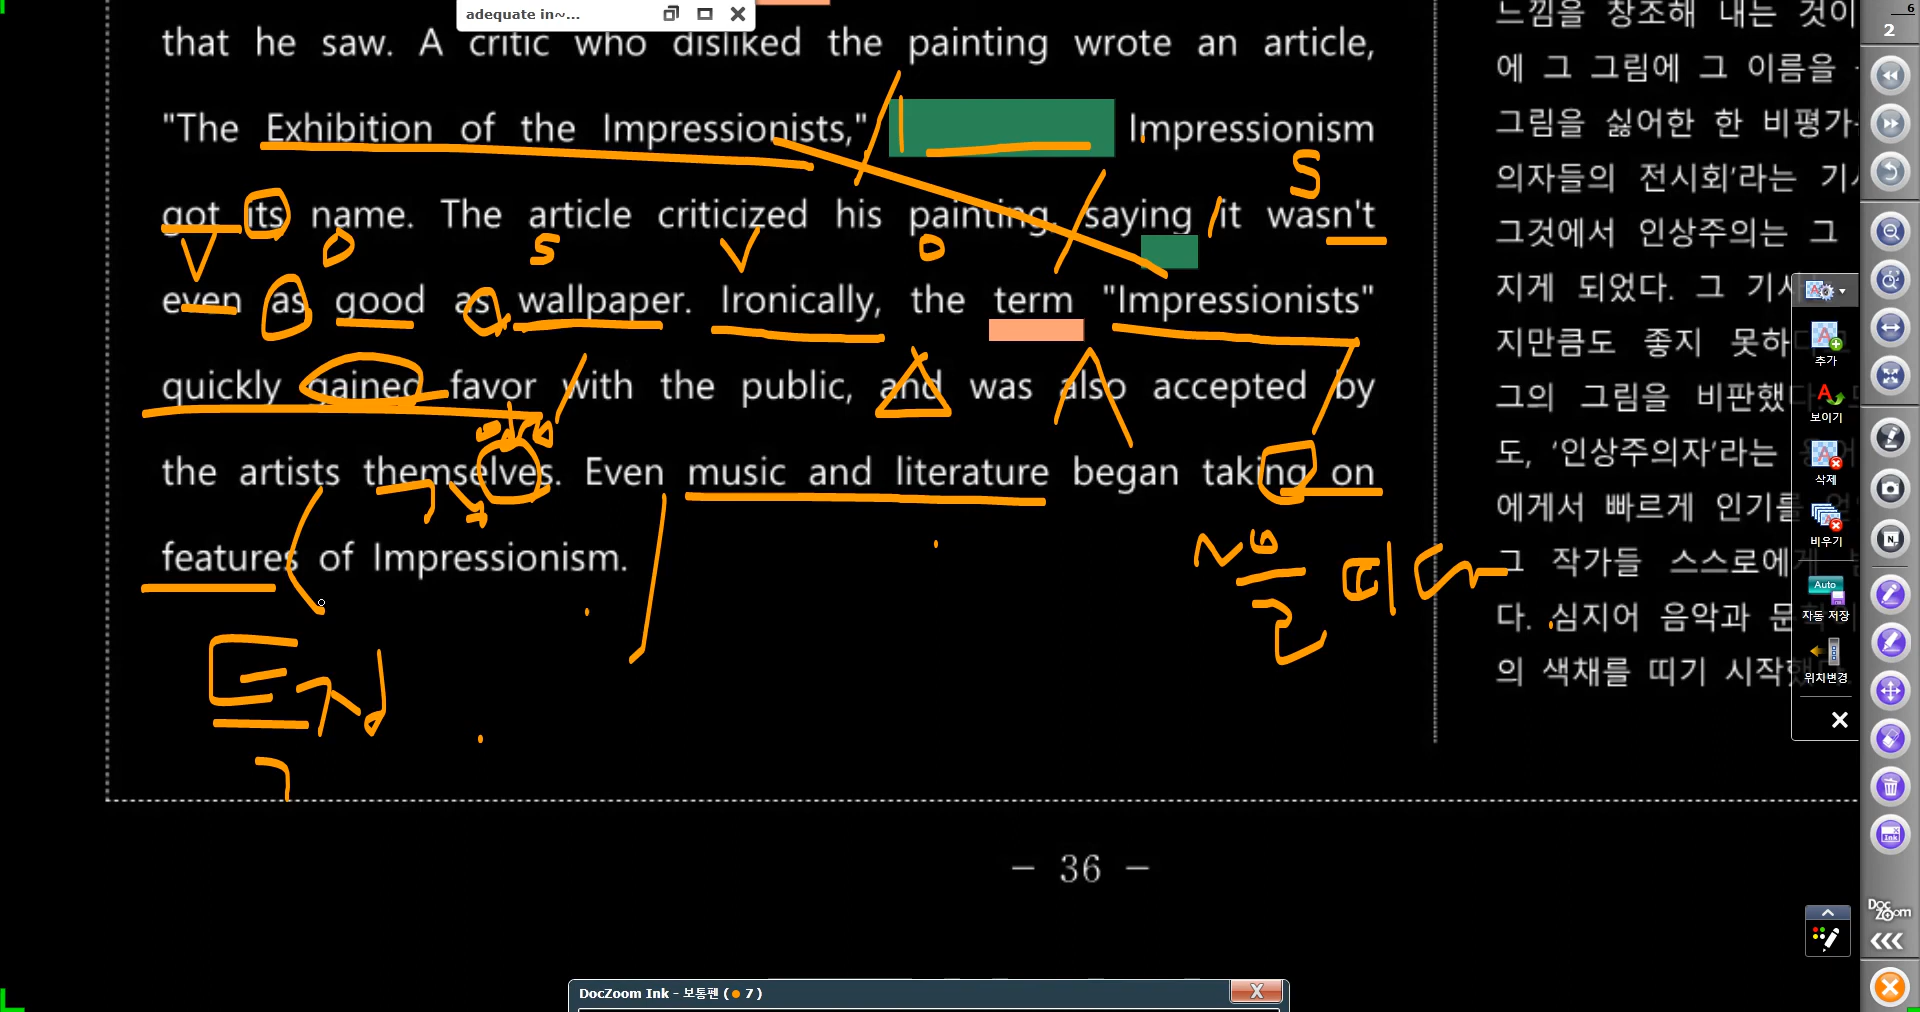 adequate in~...
that he saw. A critic who disliked the painting wrote an article,
"The Exhibition of the Impressionists," Impressionism
got its name. The article criticized his painting, saying it wasn't
even as good as wallpaper. Ironically, the term "Impressionists"
quickly gained favor with the public, and was also accepted by
the artists themselves. Even music and literature began taking on
features of Impressionism.
S
V O S V O
특징
띠다
느낌을 창조해 내는 것이
에 그 그림에 그 이름을
그림을 싫어한 한 비평가
의자들의 전시회'라는 기
그것에서 인상주의는 그
지게 되었다. 그 기사
지만큼도 좋지 못하
그의 그림을 비판했다.
도, '인상주의자'라는
에게서 빠르게 인기를
그 작가들 스스로에게
다. 심지어 음악과 문
의 색채를 띠기 시작했
- 36 -
6
2
추가
보이기
삭제
비우기
Auto
자동 저장
위치변경
N
Ink
Doc
Zoom
DocZoom Ink - 보통펜 ( 7 )